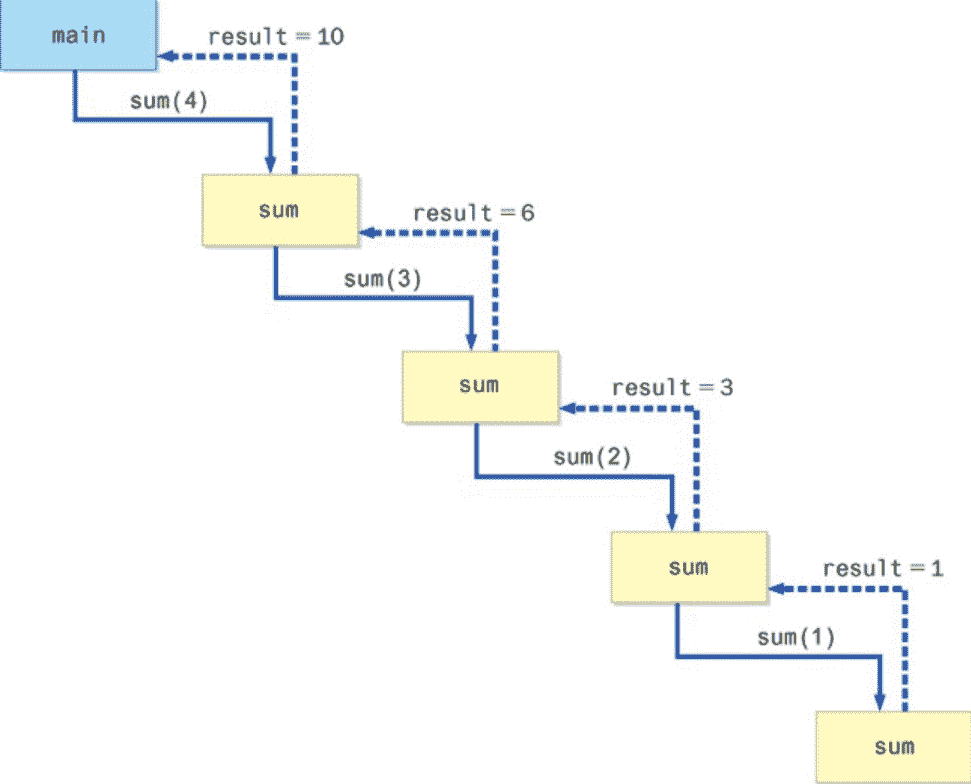 main
result = 10
sum(4)
sum
result = 6
sum(3)
sum
result = 3
sum(2)
sum
result = 1
sum(1)
sum